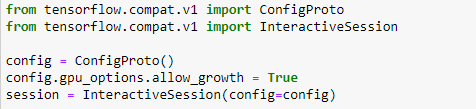 from tensorflow.compat.v1 import ConfigProto
from tensorflow.compat.v1 import InteractiveSession
config = ConfigProto()
config.gpu_options.allow_growth = True
session = InteractiveSession(config=config)